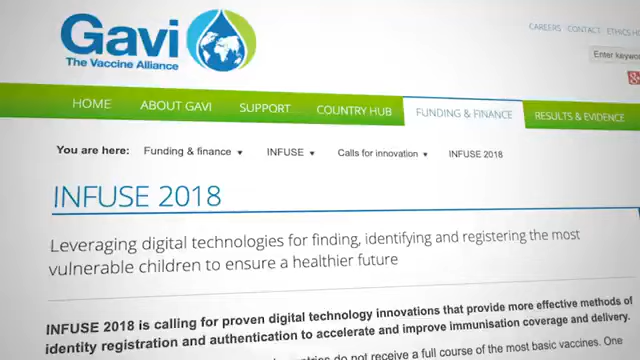 Gavi
The Vaccine Alliance
CAREERS CONTACT ETHICS
Enter
HOME ABOUT GAVI SUPPORT COUNTRY HUB FUNDING & FINANCE RESULTS & EVIDENCE
You are here: Funding & finance INFUSE Calls for innovation INFUSE 2018
INFUSE 2018
Leveraging digital technologies for finding, identifying and registering the most
vulnerable children to ensure a healthier future
INFUSE 2018 is calling for proven digital technology innovations that provide more effective methods of
identity registration and authentication to accelerate and improve immunisation coverage and delivery.
do not receive a full course of the most basic vaccines. One